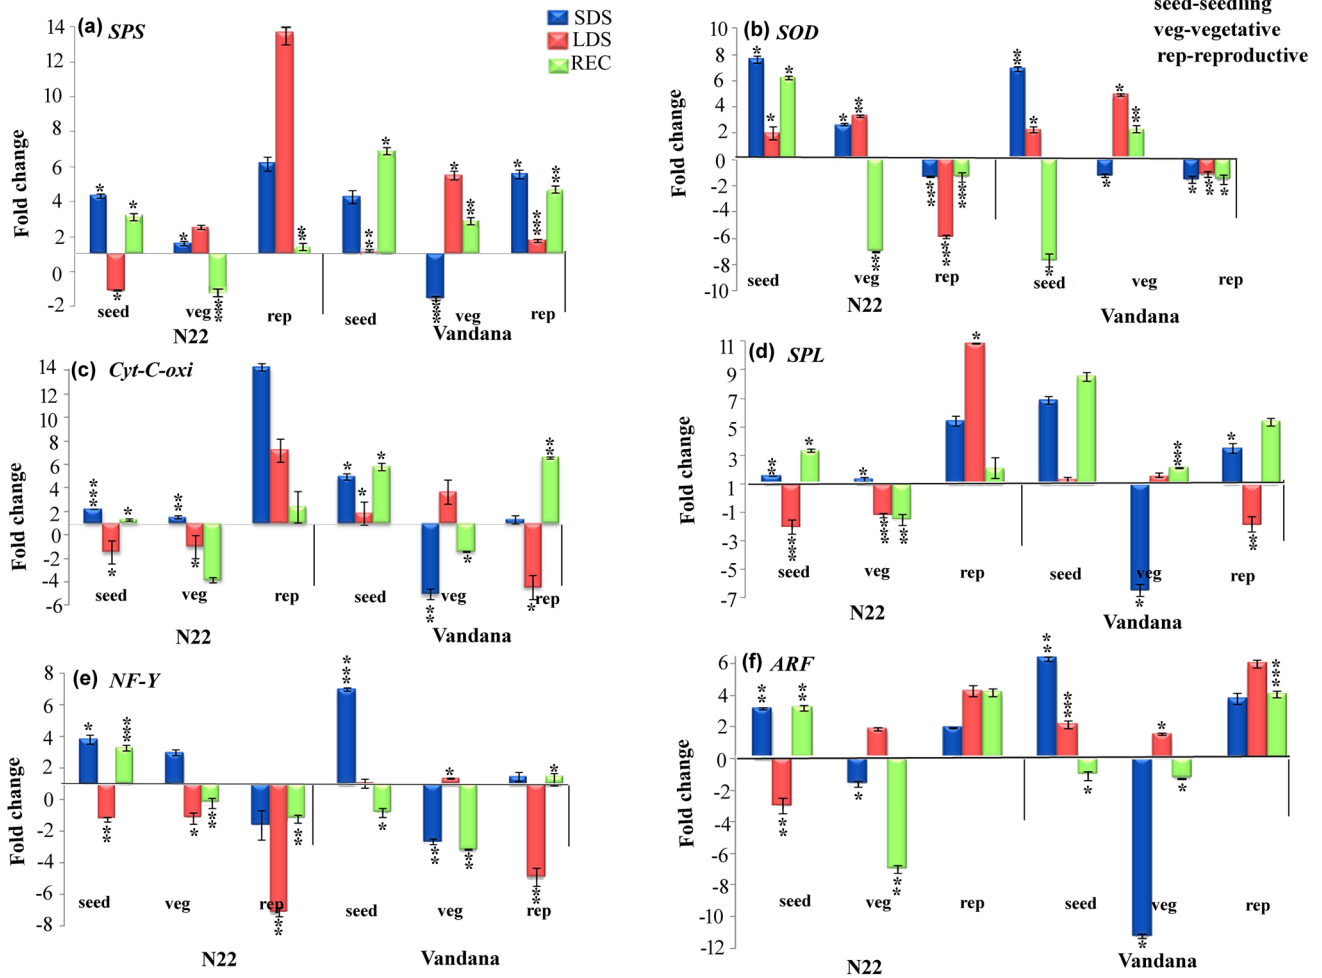 seed-seedling
veg-vegetative
rep-reproductive
SDS
LDS
REC
(a) SPS
Fold change
14
12
10
8
6
4
2
0
-2
seed veg rep seed veg rep
N22 Vandana
(b) SOD
Fold change
10
8
6
4
2
0
-2
-4
-6
-8
-10
seed veg rep seed veg rep
N22 Vandana
(c) Cyt-C-oxi
Fold change
14
12
10
8
6
4
2
0
-2
-4
-6
seed veg rep seed veg rep
N22 Vandana
(d) SPL
Fold change
11
9
7
5
3
1
-1
-3
-5
-7
seed veg rep seed veg rep
N22 Vandana
(e) NF-Y
Fold change
8
6
4
2
0
-2
-4
-6
-8
seed veg rep seed veg rep
N22 Vandana
(f) ARF
Fold change
6
4
2
0
-2
-4
-6
-8
-10
-12
seed veg rep seed veg rep
N22 Vandana